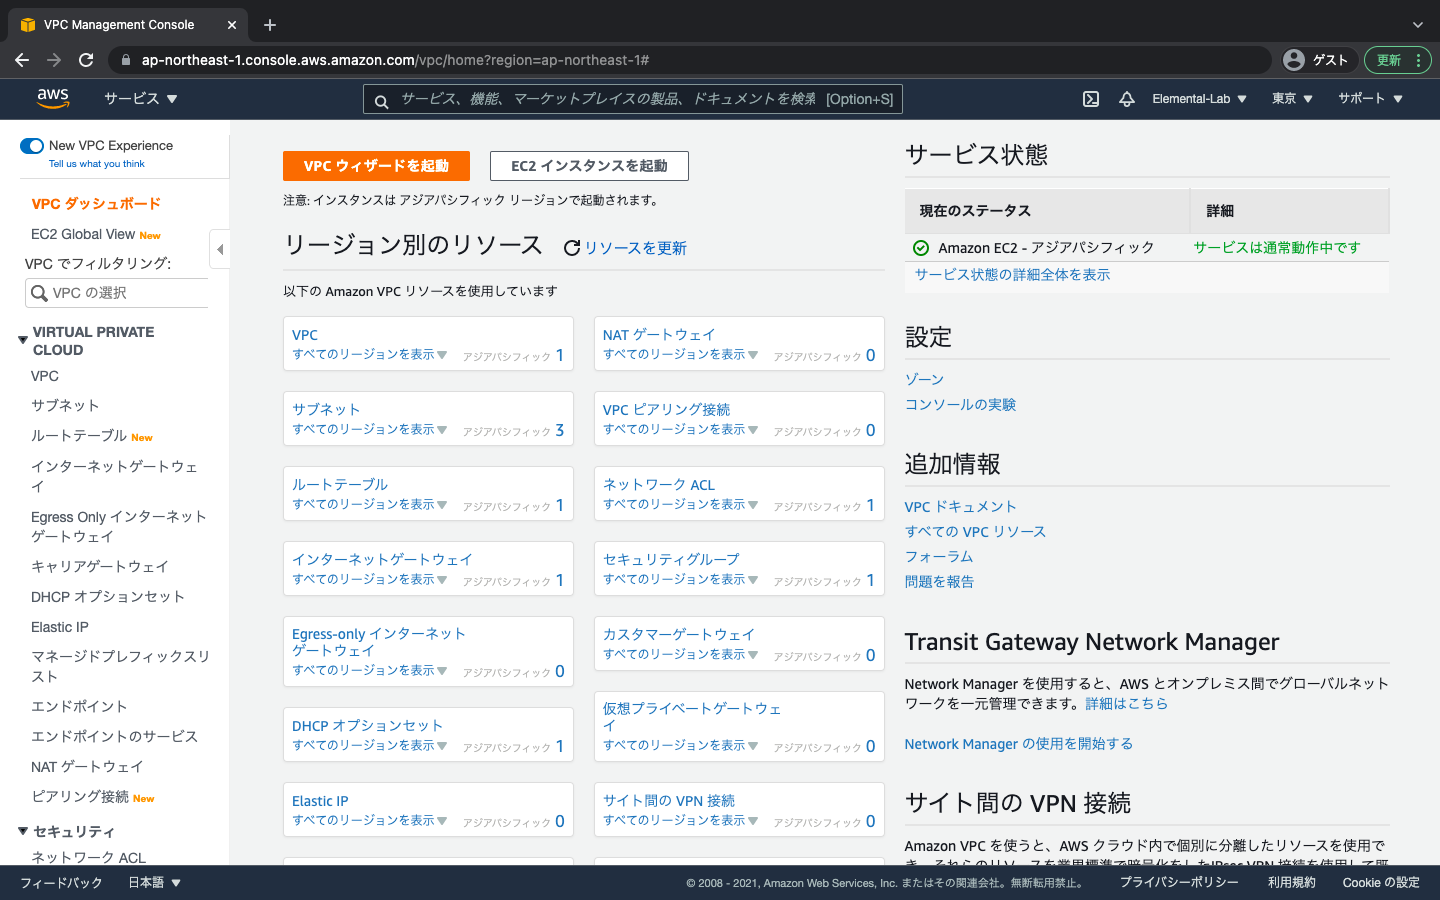 VPC Management Console
ap-northeast-1.console.aws.amazon.com/vpc/home?region=ap-northeast-1#
ゲスト
更新
aws
サービス
サービス、機能、マーケットプレイスの製品、ドキュメントを検索 [Option+S]
Elemental-Lab
東京
サポート
New VPC Experience
Tell us what you think
VPC ダッシュボード
EC2 Global View New
VPC でフィルタリング:
VPC の選択
VIRTUAL PRIVATE
CLOUD
VPC
サブネット
ルートテーブル New
インターネットゲートウェ
イ
Egress Only インターネット
ゲートウェイ
キャリアゲートウェイ
DHCP オプションセット
Elastic IP
マネージドプレフィックスリ
スト
エンドポイント
エンドポイントのサービス
NAT ゲートウェイ
ピアリング接続 New
セキュリティ
ネットワーク ACL
VPC ウィザードを起動
EC2 インスタンスを起動
注意: インスタンスは アジアパシフィック リージョンで起動されます。
リージョン別のリソース
リソースを更新
以下の Amazon VPC リソースを使用しています
VPC
すべてのリージョンを表示 アジアパシフィック 1
NAT ゲートウェイ
すべてのリージョンを表示 アジアパシフィック 0
サブネット
すべてのリージョンを表示 アジアパシフィック 3
VPC ピアリング接続
すべてのリージョンを表示 アジアパシフィック 0
ルートテーブル
すべてのリージョンを表示 アジアパシフィック 1
ネットワーク ACL
すべてのリージョンを表示 アジアパシフィック 1
インターネットゲートウェイ
すべてのリージョンを表示 アジアパシフィック 1
セキュリティグループ
すべてのリージョンを表示 アジアパシフィック 1
Egress-only インターネット
ゲートウェイ
すべてのリージョンを表示 アジアパシフィック 0
カスタマーゲートウェイ
すべてのリージョンを表示 アジアパシフィック 0
DHCP オプションセット
すべてのリージョンを表示 アジアパシフィック 1
仮想プライベートゲートウェ
イ
すべてのリージョンを表示 アジアパシフィック 0
Elastic IP
すべてのリージョンを表示 アジアパシフィック 0
サイト間の VPN 接続
すべてのリージョンを表示 アジアパシフィック 0
サービス状態
現在のステータス 詳細
Amazon EC2 - アジアパシフィック サービスは通常動作中です
サービス状態の詳細全体を表示
設定
ゾーン
コンソールの実験
追加情報
VPC ドキュメント
すべての VPC リソース
フォーラム
問題を報告
Transit Gateway Network Manager
Network Manager を使用すると、AWS とオンプレミス間でグローバルネット
ワークを一元管理できます。詳細はこちら
Network Manager の使用を開始する
サイト間の VPN 接続
Amazon VPC を使うと、AWS クラウド内で個別に分離したリソースを使用で
き、それらのリソースを業界標準で暗号化をしたIPsec VPN 接続を使用して既
フィードバック
日本語
© 2008 - 2021, Amazon Web Services, Inc. またはその関連会社。無断転用禁止。
プライバシーポリシー
利用規約
Cookie の設定